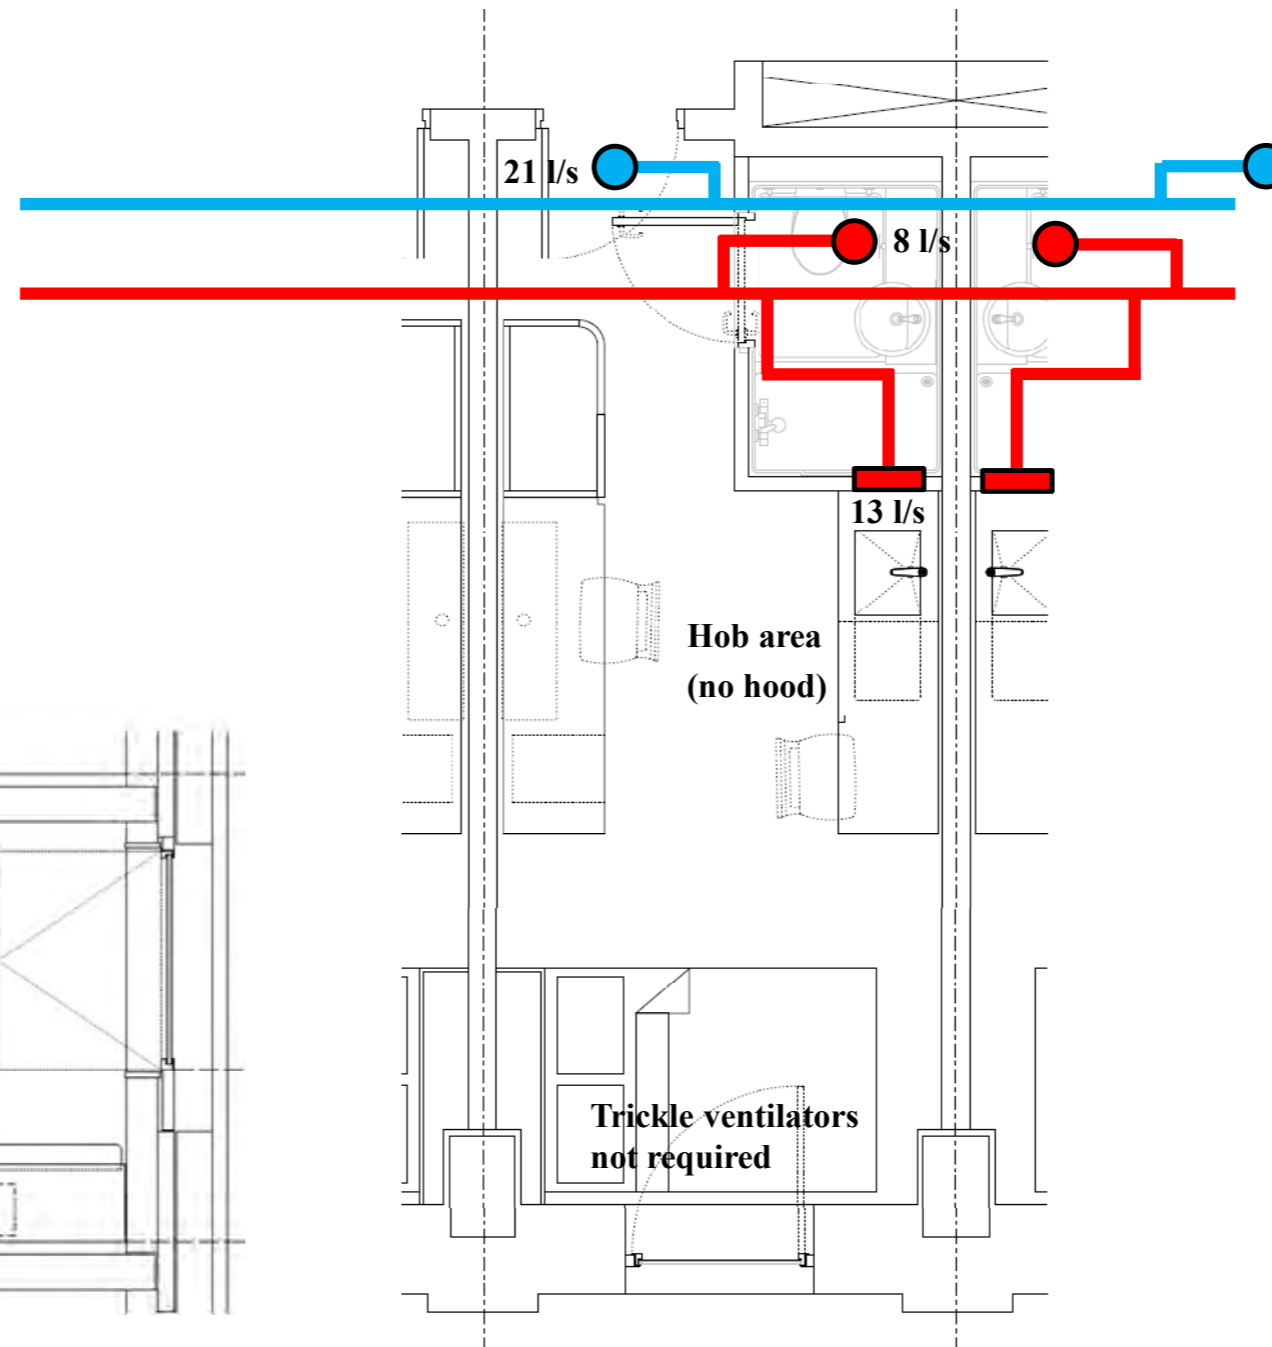 21 l/s
8 l/s
13 l/s
Hob area
(no hood)
Trickle ventilators
not required